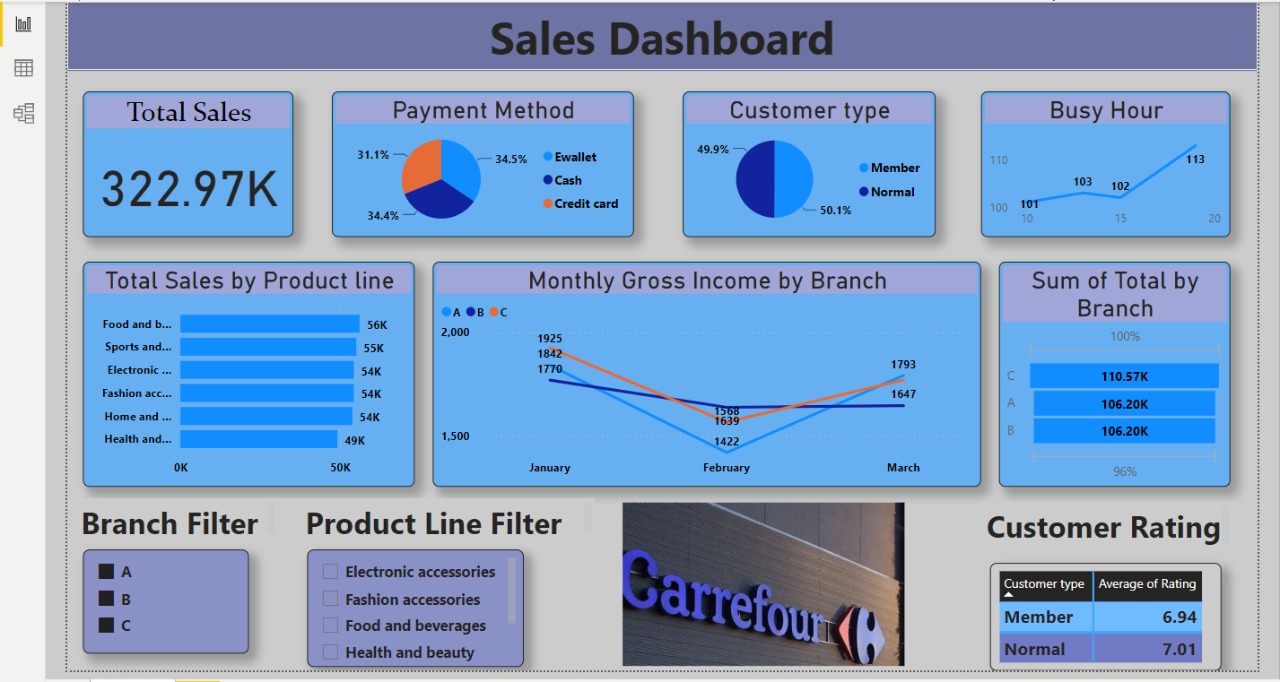 Sales Dashboard
Total Sales
322.97K
Payment Method
31.1%
34.5%
34.4%
Ewallet
Cash
Credit card
Customer type
49.9%
50.1%
Member
Normal
Busy Hour
110
100
101
103
102
113
10
15
20
Total Sales by Product line
Food and b... 56K
Sports and... 55K
Electronic ... 54K
Fashion acc... 54K
Home and ... 54K
Health and... 49K
0K 50K
Monthly Gross Income by Branch
A B C
2,000
1,500
1925
1842
1770
1568
1639
1422
1793
1647
January February March
Sum of Total by
Branch
100%
C 110.57K
A 106.20K
B 106.20K
96%
Branch Filter
A
B
C
Product Line Filter
Electronic accessories
Fashion accessories
Food and beverages
Health and beauty
Carrefour
Customer Rating
Customer type Average of Rating
Member 6.94
Normal 7.01